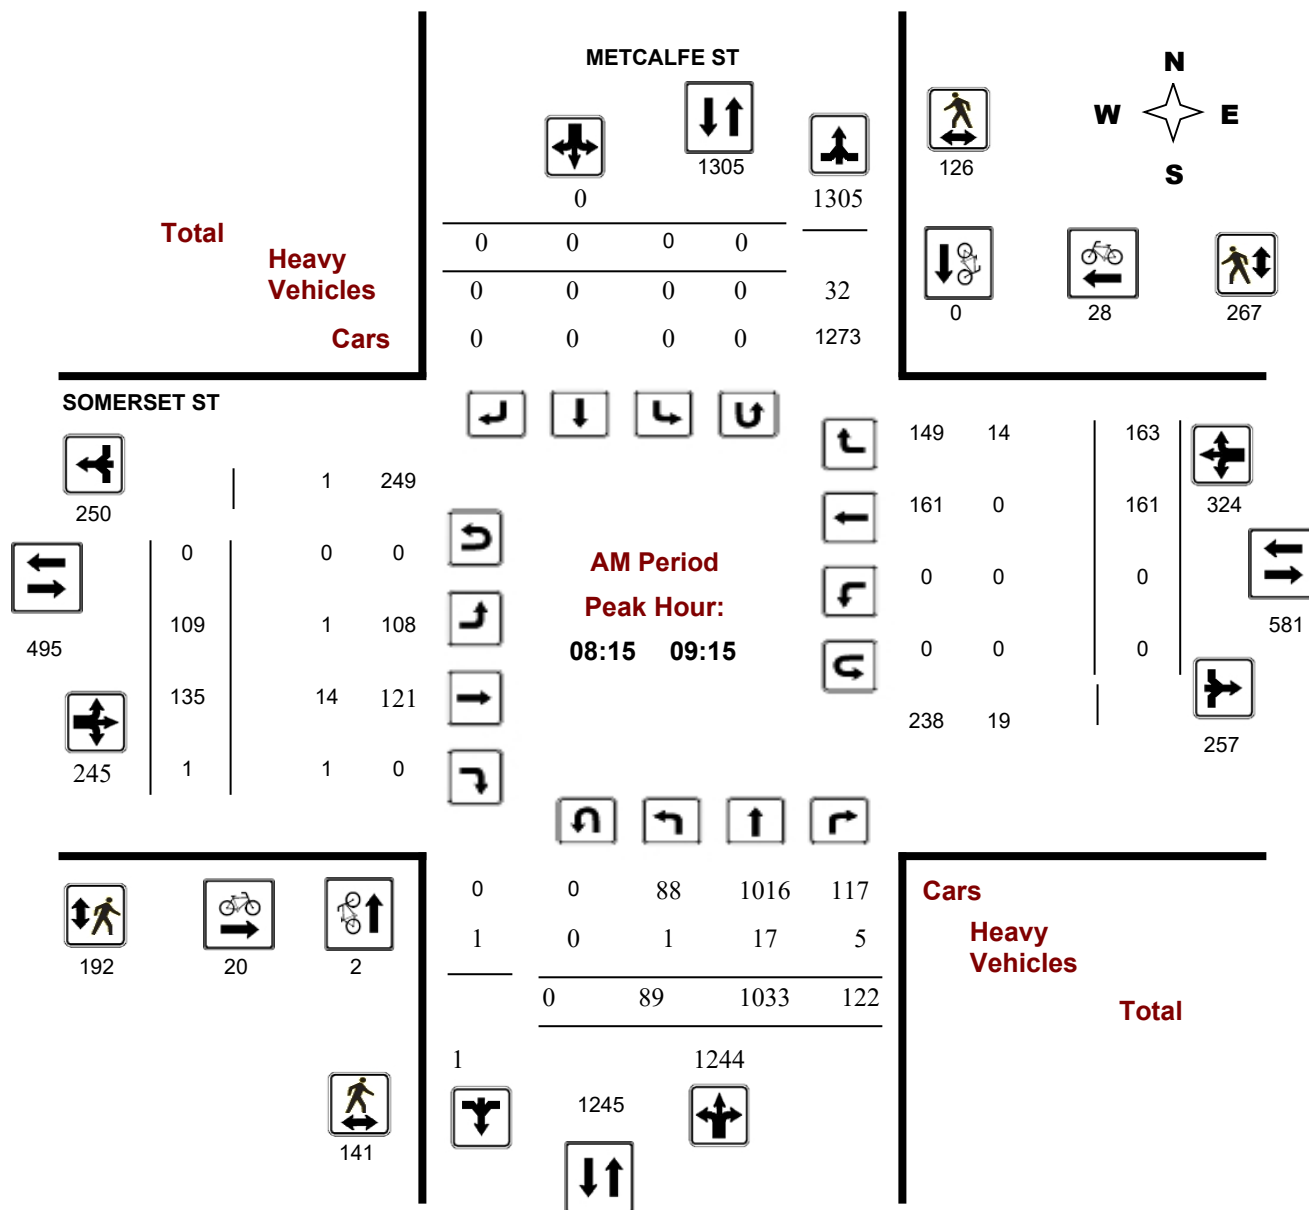 METCALFE ST
N
W E
S
1305
126
0 1305
Total
0 0 0 0
Heavy
Vehicles
0 0 0 0 32
0 28 267
Cars
0 0 0 0 1273
SOMERSET ST
149 14 163
1 249
250
161 0 161 324
0 0 0
AM Period
0 0 0
Peak Hour:
109 1 108
581
495
08:15 09:15
0 0 0
135 14 121
238 19
257
245
1 0
1
0 0 88 1016 117
Cars
1 0 1 17 5
Heavy
Vehicles
192 20 2
0 89 1033 122
Total
1 1244
1245
141